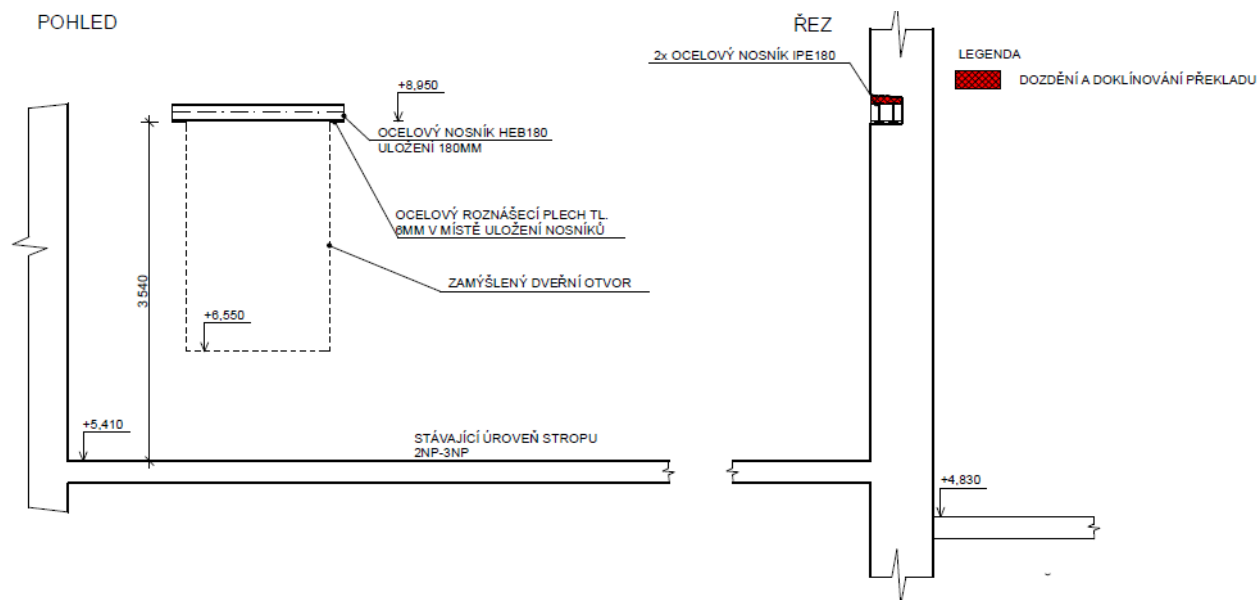 POHLED
ŘEZ
2x OCELOVÝ NOSNÍK IPE180
LEGENDA
DOZDĚNÍ A DOKLÍNOVÁNÍ PŘEKLADU
+8,950
OCELOVÝ NOSNÍK HEB180
ULOŽENÍ 180MM
OCELOVÝ ROZNÁŠECÍ PLECH TL.
6MM V MÍSTĚ ULOŽENÍ NOSNÍKŮ
ZAMÝŠLENÝ DVEŘNÍ OTVOR
3 540
+6,550
+5,410
STÁVAJÍCÍ ÚROVEŇ STROPU
2NP-3NP
+4,830